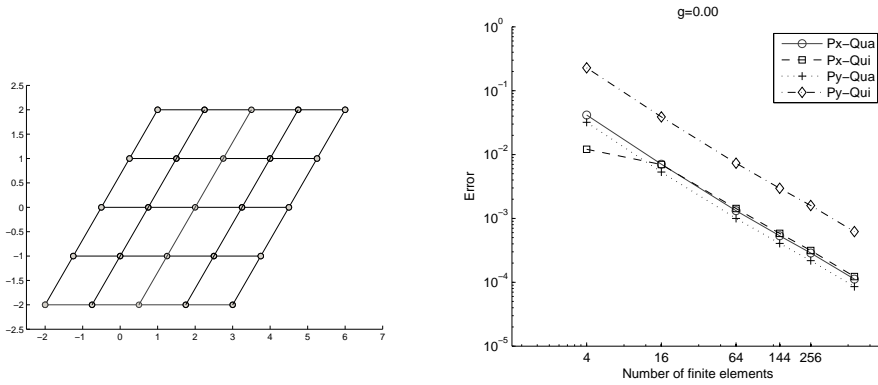 2.5
2
1.5
1
0.5
0
−0.5
−1
−1.5
−2
−2.5
−2 −1 0 1 2 3 4 5 6 7
g=0.00
10^0
10^−1
10^−2
10^−3
10^−4
10^−5
Error
4 16 64 144 256
Number of finite elements
Px−Qua
Px−Qui
Py−Qua
Py−Qui